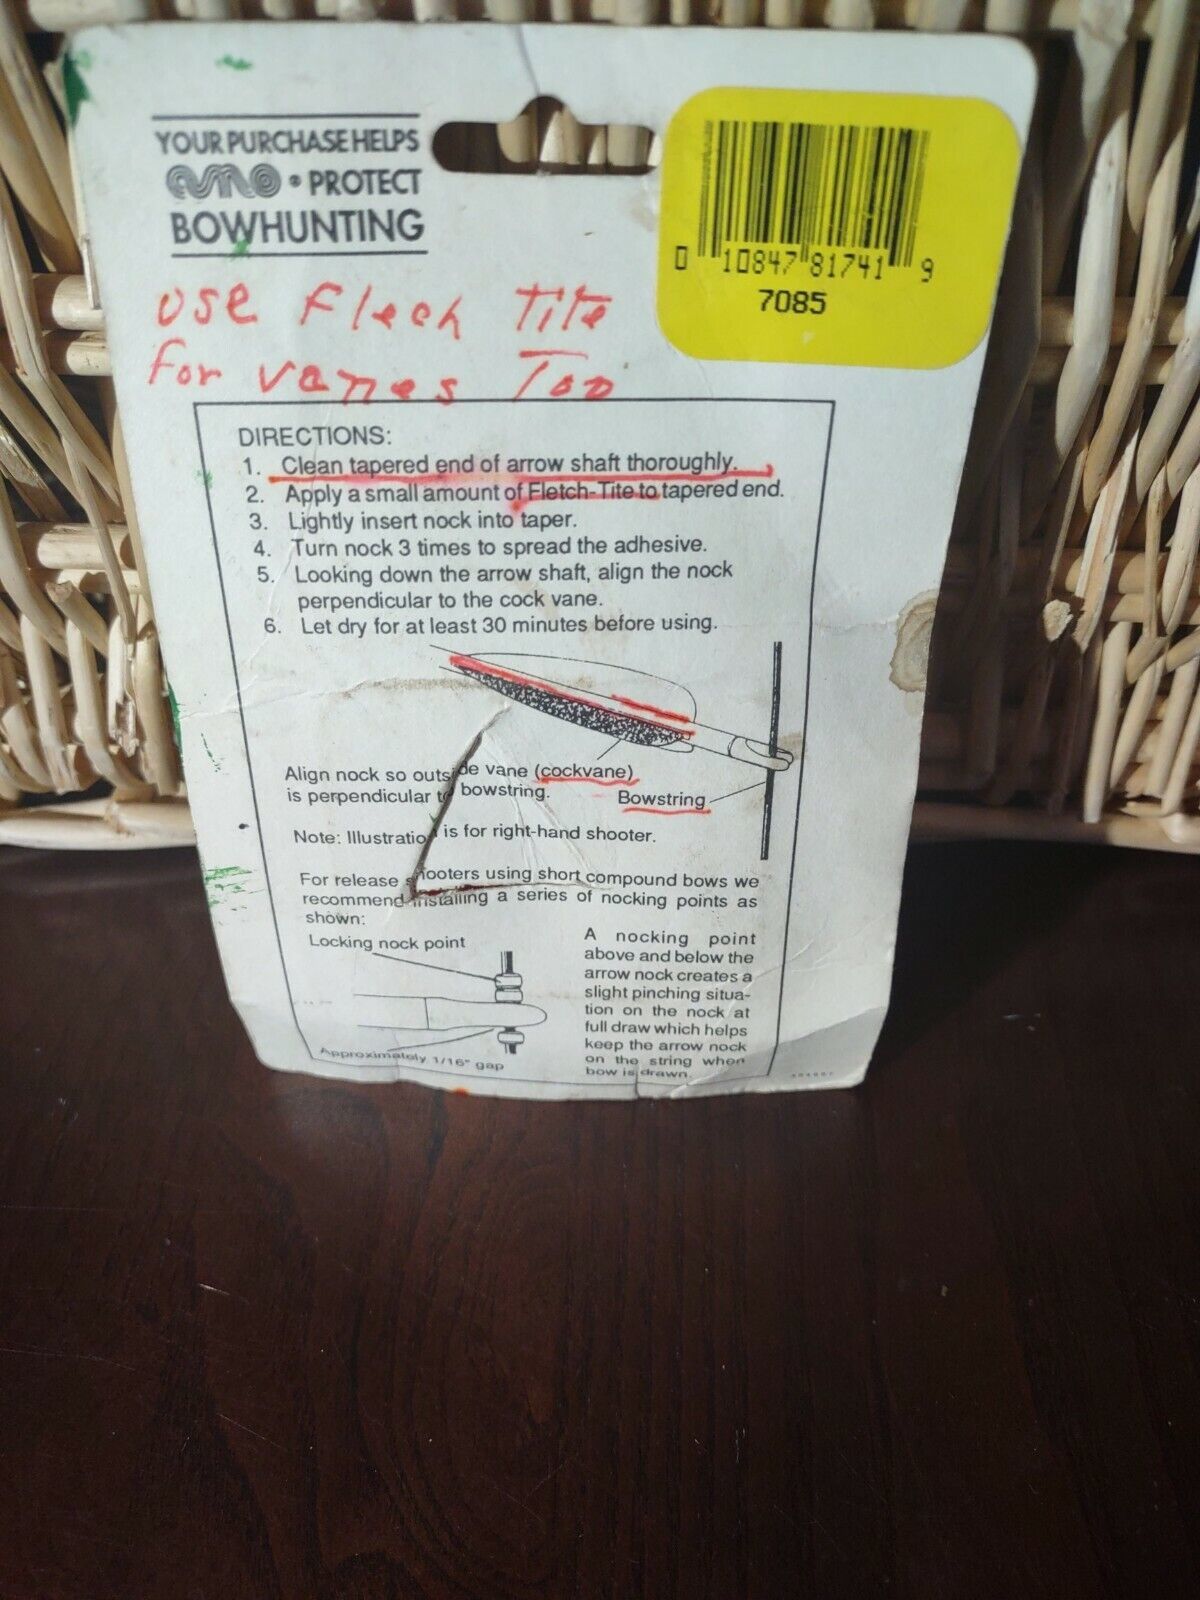 YOUR PURCHASE HELPS
AMO • PROTECT
BOWHUNTING
0 10847 81741 9
7085
Use Flech Tite
For vanes Too
DIRECTIONS:
1. Clean tapered end of arrow shaft thoroughly.
2. Apply a small amount of Fletch-Tite to tapered end.
3. Lightly insert nock into taper.
4. Turn nock 3 times to spread the adhesive.
5. Looking down the arrow shaft, align the nock
perpendicular to the cock vane.
6. Let dry for at least 30 minutes before using.
Align nock so outside vane (cockvane)
is perpendicular to bowstring.
Bowstring
Note: Illustration is for right-hand shooter.
For release shooters using short compound bows we
recommend installing a series of nocking points as
shown:
Locking nock point
Approximately 1/16" gap
A nocking point
above and below the
arrow nock creates a
slight pinching situa-
tion on the nock at
full draw which helps
keep the arrow nock
on the string when
bow is drawn.